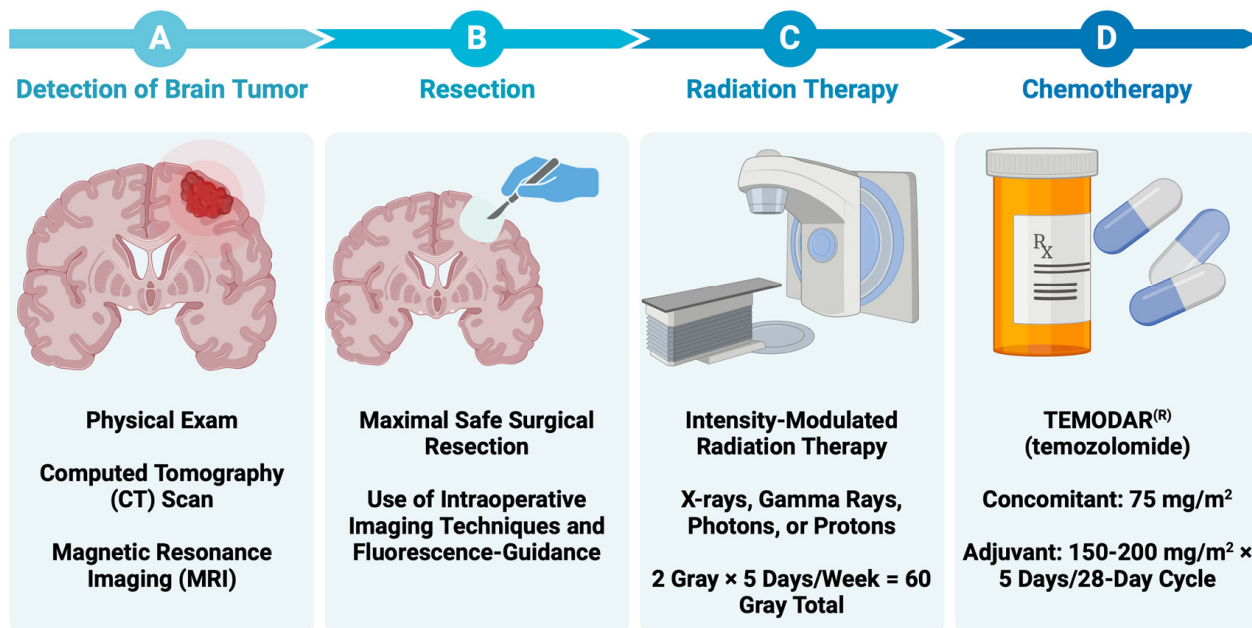 A
B
C
D
Detection of Brain Tumor
Resection
Radiation Therapy
Chemotherapy
Physical Exam
Computed Tomography
(CT) Scan
Magnetic Resonance
Imaging (MRI)
Maximal Safe Surgical
Resection
Use of Intraoperative
Imaging Techniques and
Fluorescence-Guidance
Intensity-Modulated
Radiation Therapy
X-rays, Gamma Rays,
Photons, or Protons
2 Gray × 5 Days/Week = 60
Gray Total
Rx
TEMODAR(R)
(temozolomide)
Concomitant: 75 mg/m²
Adjuvant: 150-200 mg/m² ×
5 Days/28-Day Cycle